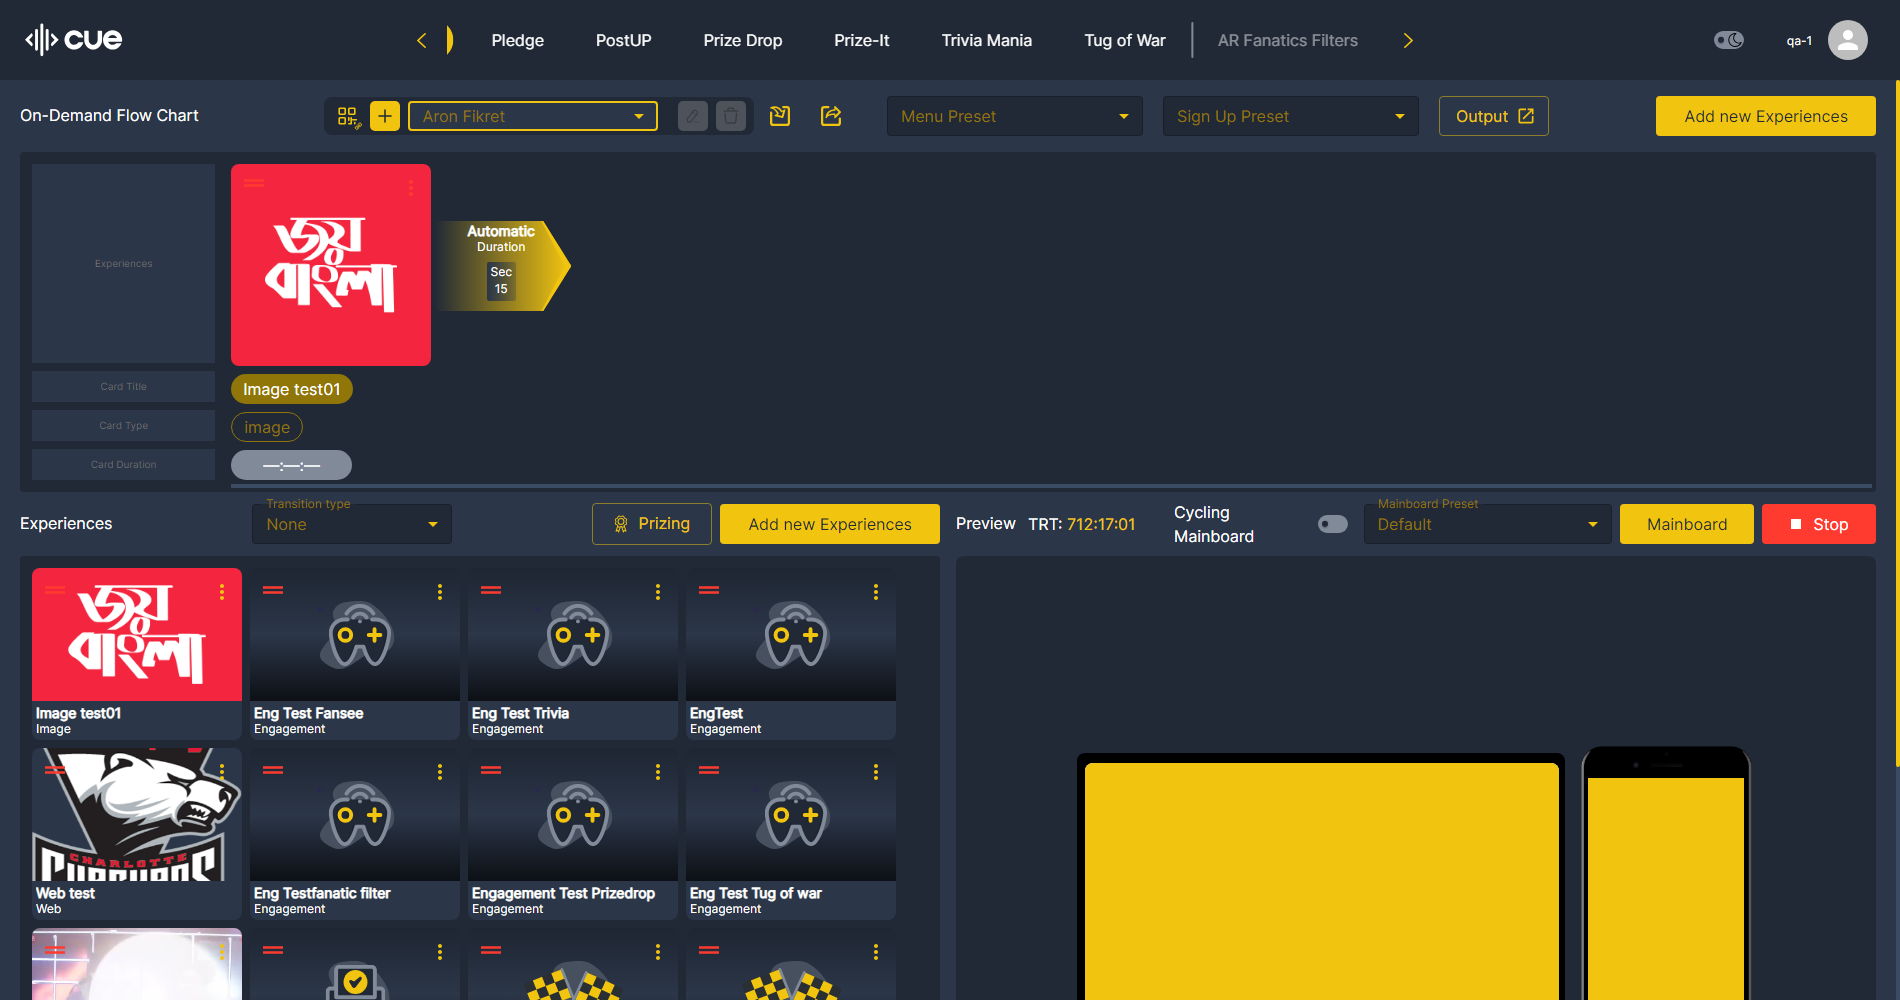 cue
Pledge
PostUP
Prize Drop
Prize-It
Trivia Mania
Tug of War
AR Fanatics Filters
qa-1
On-Demand Flow Chart
Aron Fikret
Menu Preset
Sign Up Preset
Output
Add new Experiences
Experiences
জয়
বাংলা
Automatic
Duration
Sec
15
Card Title
Image test01
Card Type
image
Card Duration
—:—:—
Experiences
Transition type
None
Prizing
Add new Experiences
Preview
TRT: 712:17:01
Cycling
Mainboard
Mainboard Preset
Default
Mainboard
Stop
জয়
বাংলা
Image test01
Image
Eng Test Fansee
Engagement
Eng Test Trivia
Engagement
EngTest
Engagement
CHARLOTTE
Web test
Web
Eng Testfanatic filter
Engagement
Engagement Test Prizedrop
Engagement
Eng Test Tug of war
Engagement